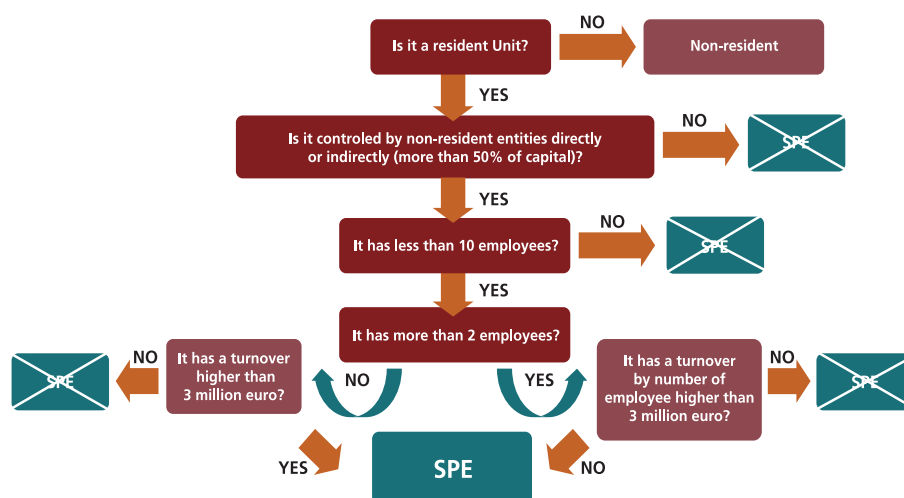 Is it a resident Unit?
NO
Non-resident
YES
Is it controled by non-resident entities directly
or indirectly (more than 50% of capital)?
NO
SPE
YES
It has less than 10 employees?
NO
SPE
YES
It has more than 2 employees?
SPE
NO
It has a turnover
higher than
3 million euro?
NO
YES
It has a turnover
by number of
employee higher than
3 million euro?
NO
SPE
YES
SPE
NO